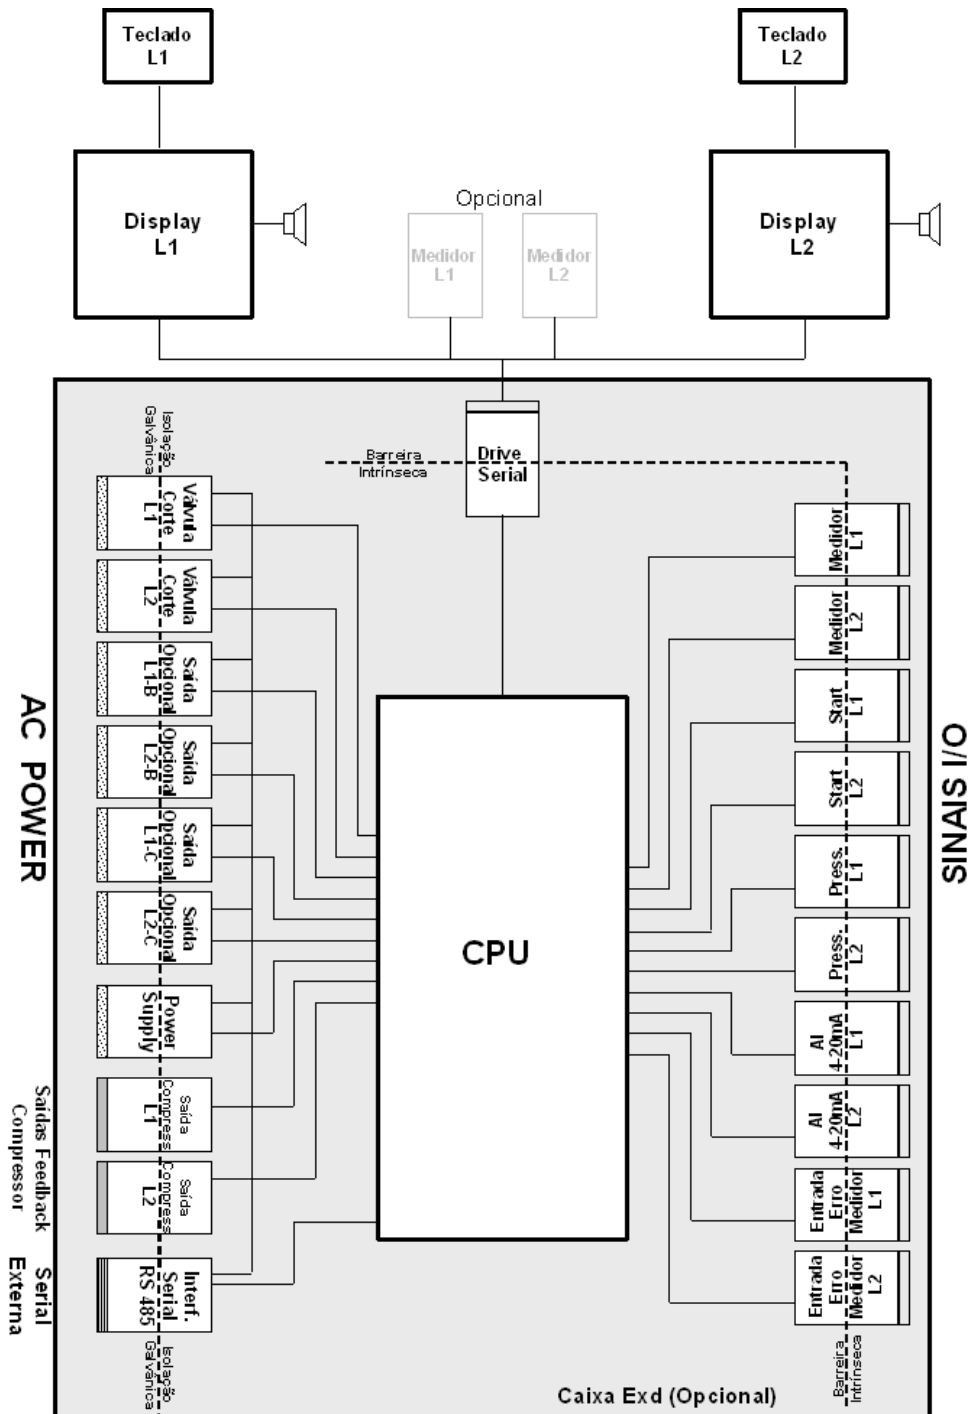 Teclado
L1
Teclado
L2
Display
L1
Opcional
Medidor
L1
Medidor
L2
Display
L2
Isolação
Galvânica
Barreira
Intrínseca
Drive
Serial
Válvula
Corte
L1
Válvula
Corte
L2
Saída
Opcional
L1-B
Saída
Opcional
L2-B
Saída
Opcional
L1-C
Saída
Opcional
L2-C
Power
Supply
Saída
Compress
L1
Saída
Compress
L2
Interf.
Serial
RS 485
Isolação
Galvânica
AC POWER
Saídas Feedback
Compressor
Serial
Externa
CPU
Medidor
L1
Medidor
L2
Start
L1
Start
L2
Press.
L1
Press.
L2
AI
4-20mA
L1
AI
4-20mA
L2
Entrada
Erro
Medidor
L1
Entrada
Erro
Medidor
L2
Barreira
Intrínseca
SINAIS I/O
Caixa Exd (Opcional)